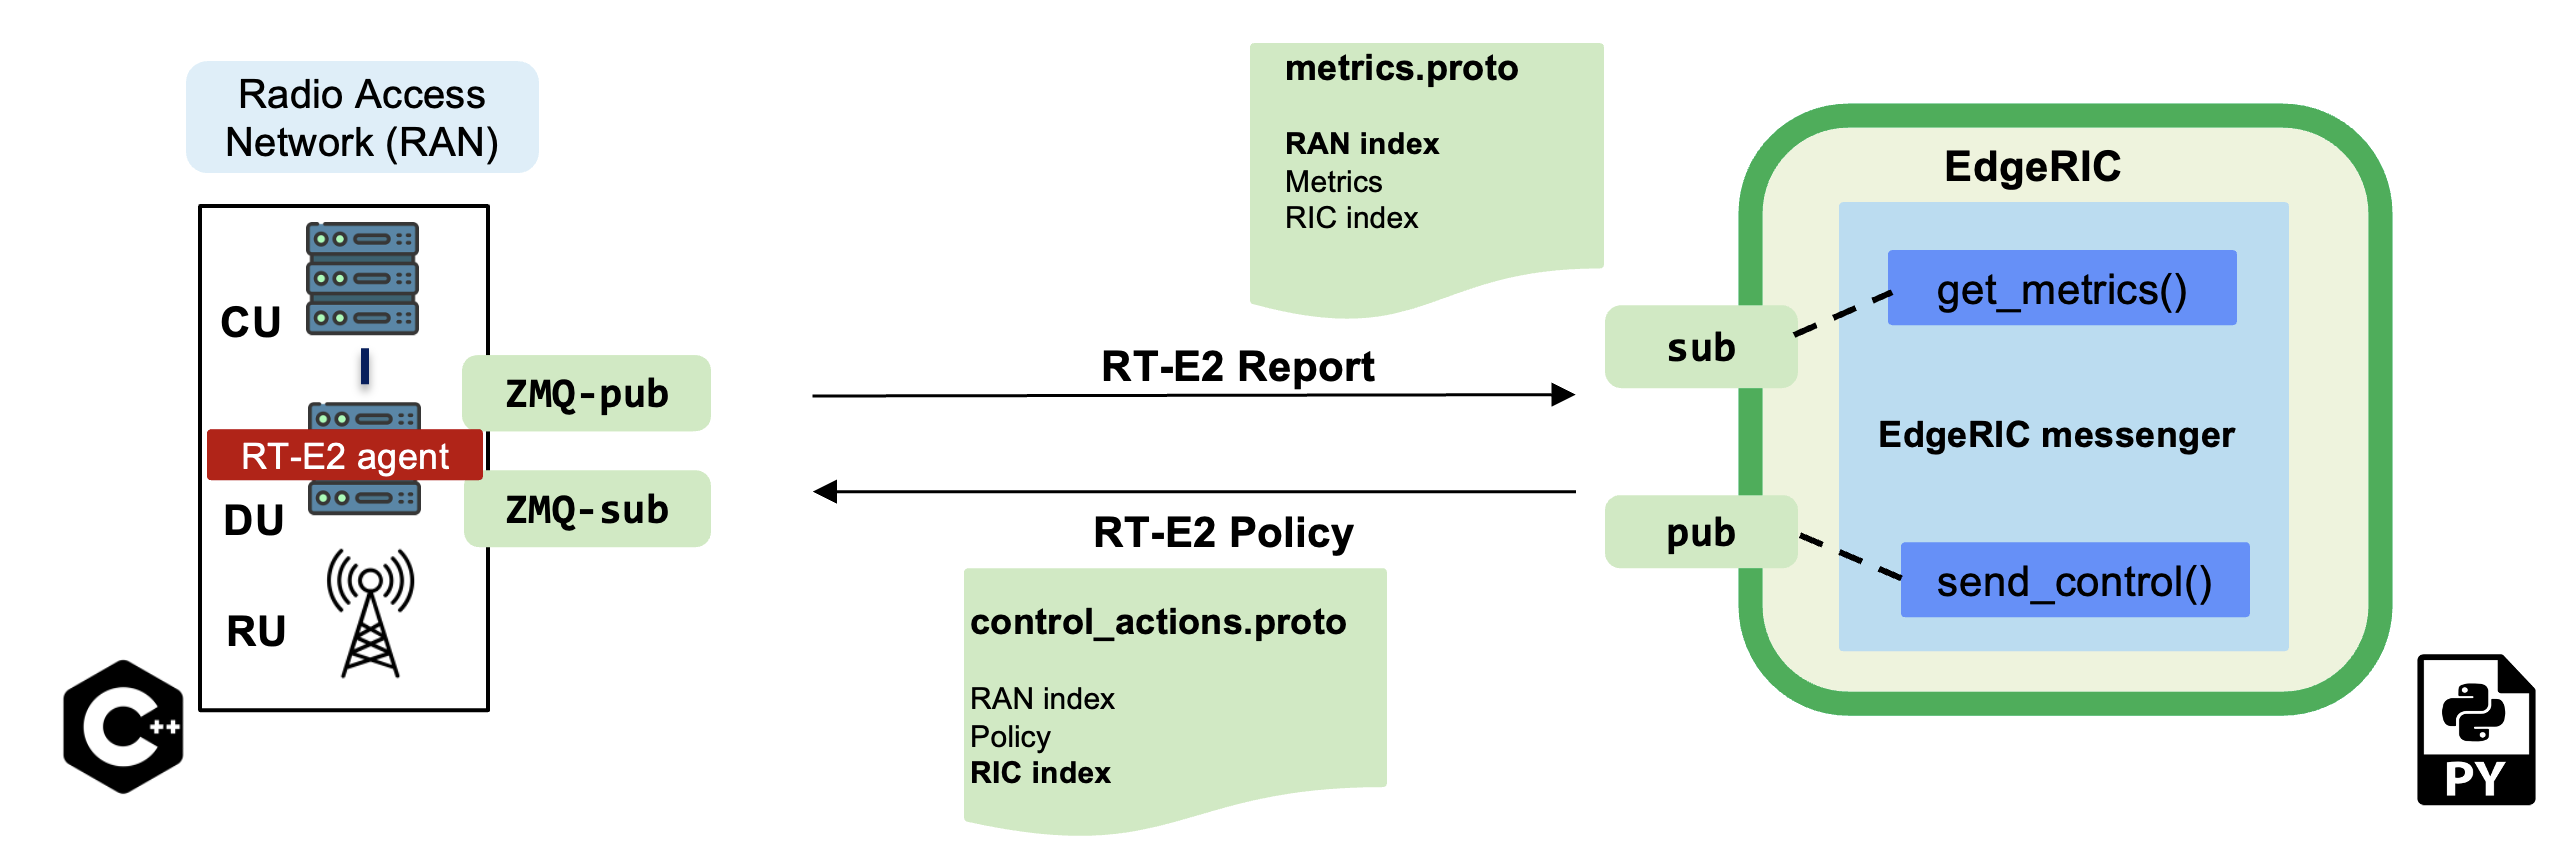 Radio Access
Network (RAN)
CU
RT-E2 agent
DU
RU
C++
ZMQ-pub
ZMQ-sub
metrics.proto
RAN index
Metrics
RIC index
RT-E2 Report
RT-E2 Policy
control_actions.proto
RAN index
Policy
RIC index
EdgeRIC
sub
get_metrics()
EdgeRIC messenger
pub
send_control()
PY